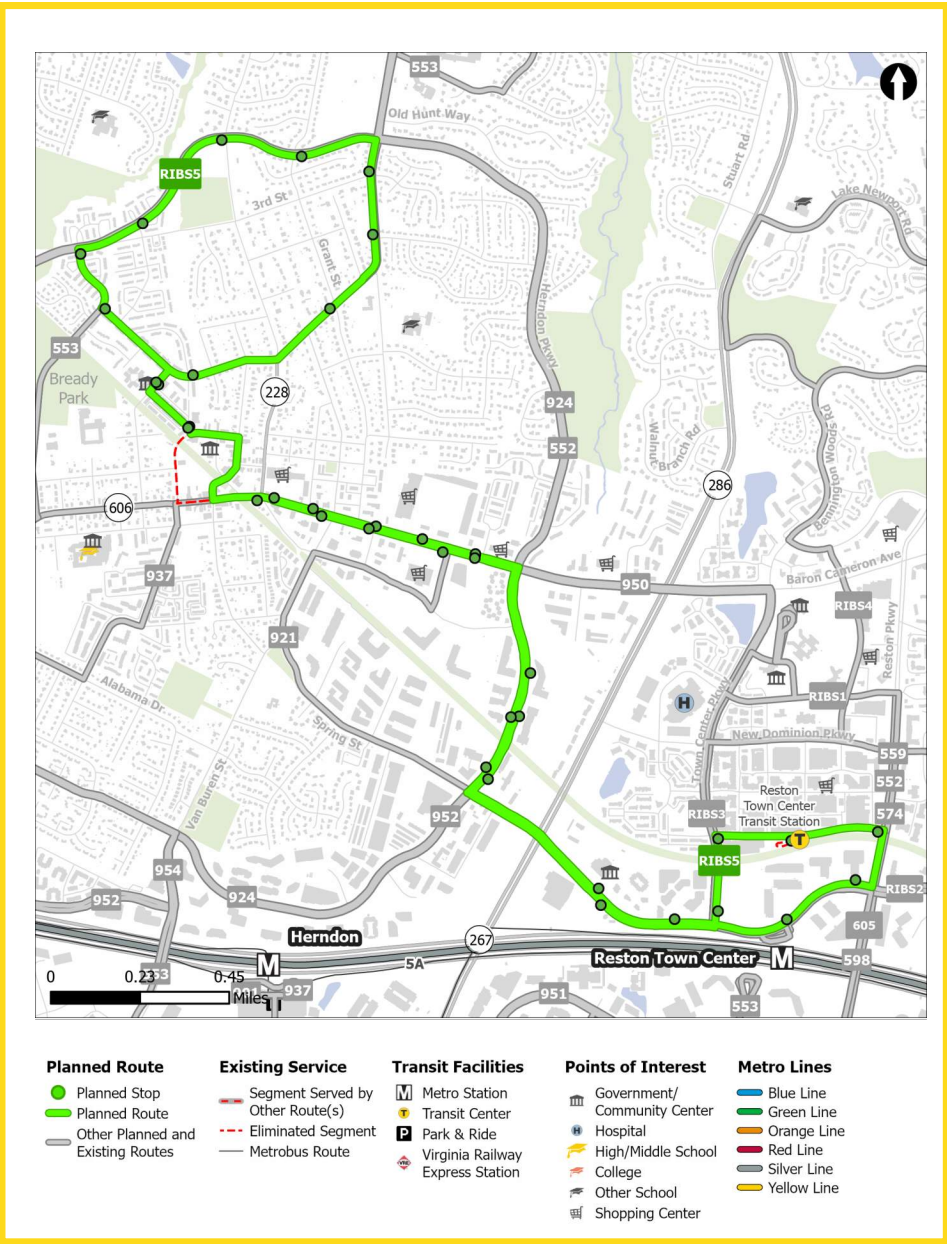 553
Old Hunt Way
Stuart Rd
RIBS5
Lake Newport Rd
3rd St
Grant St
Herndon Pkwy
553
Bready
Park
228
924
Walnut
Branch Rd
Bennington Woods Rd
552
286
606
937
950
Baron Cameron Ave
RIBS4
Reston Pkwy
921
H
RIBS1
Alabama Dr
Spring St
Town Center Pkwy
New Dominion Pkwy
559
552
Reston
Town Center
Transit Station
574
Van Buren St
952
RIBS3
T
RIBS5
954
RIBS2
952
924
605
Herndon
267
Reston Town Center
M
598
5A
M
0
0.23
0.45
Miles
937
951
553
Planned Route
Planned Stop
Planned Route
Other Planned and
Existing Routes
Existing Service
Segment Served by
Other Route(s)
Eliminated Segment
Metrobus Route
Transit Facilities
M Metro Station
T Transit Center
P Park & Ride
VRE Virginia Railway
Express Station
Points of Interest
Government/
Community Center
H Hospital
High/Middle School
College
Other School
Shopping Center
Metro Lines
Blue Line
Green Line
Orange Line
Red Line
Silver Line
Yellow Line